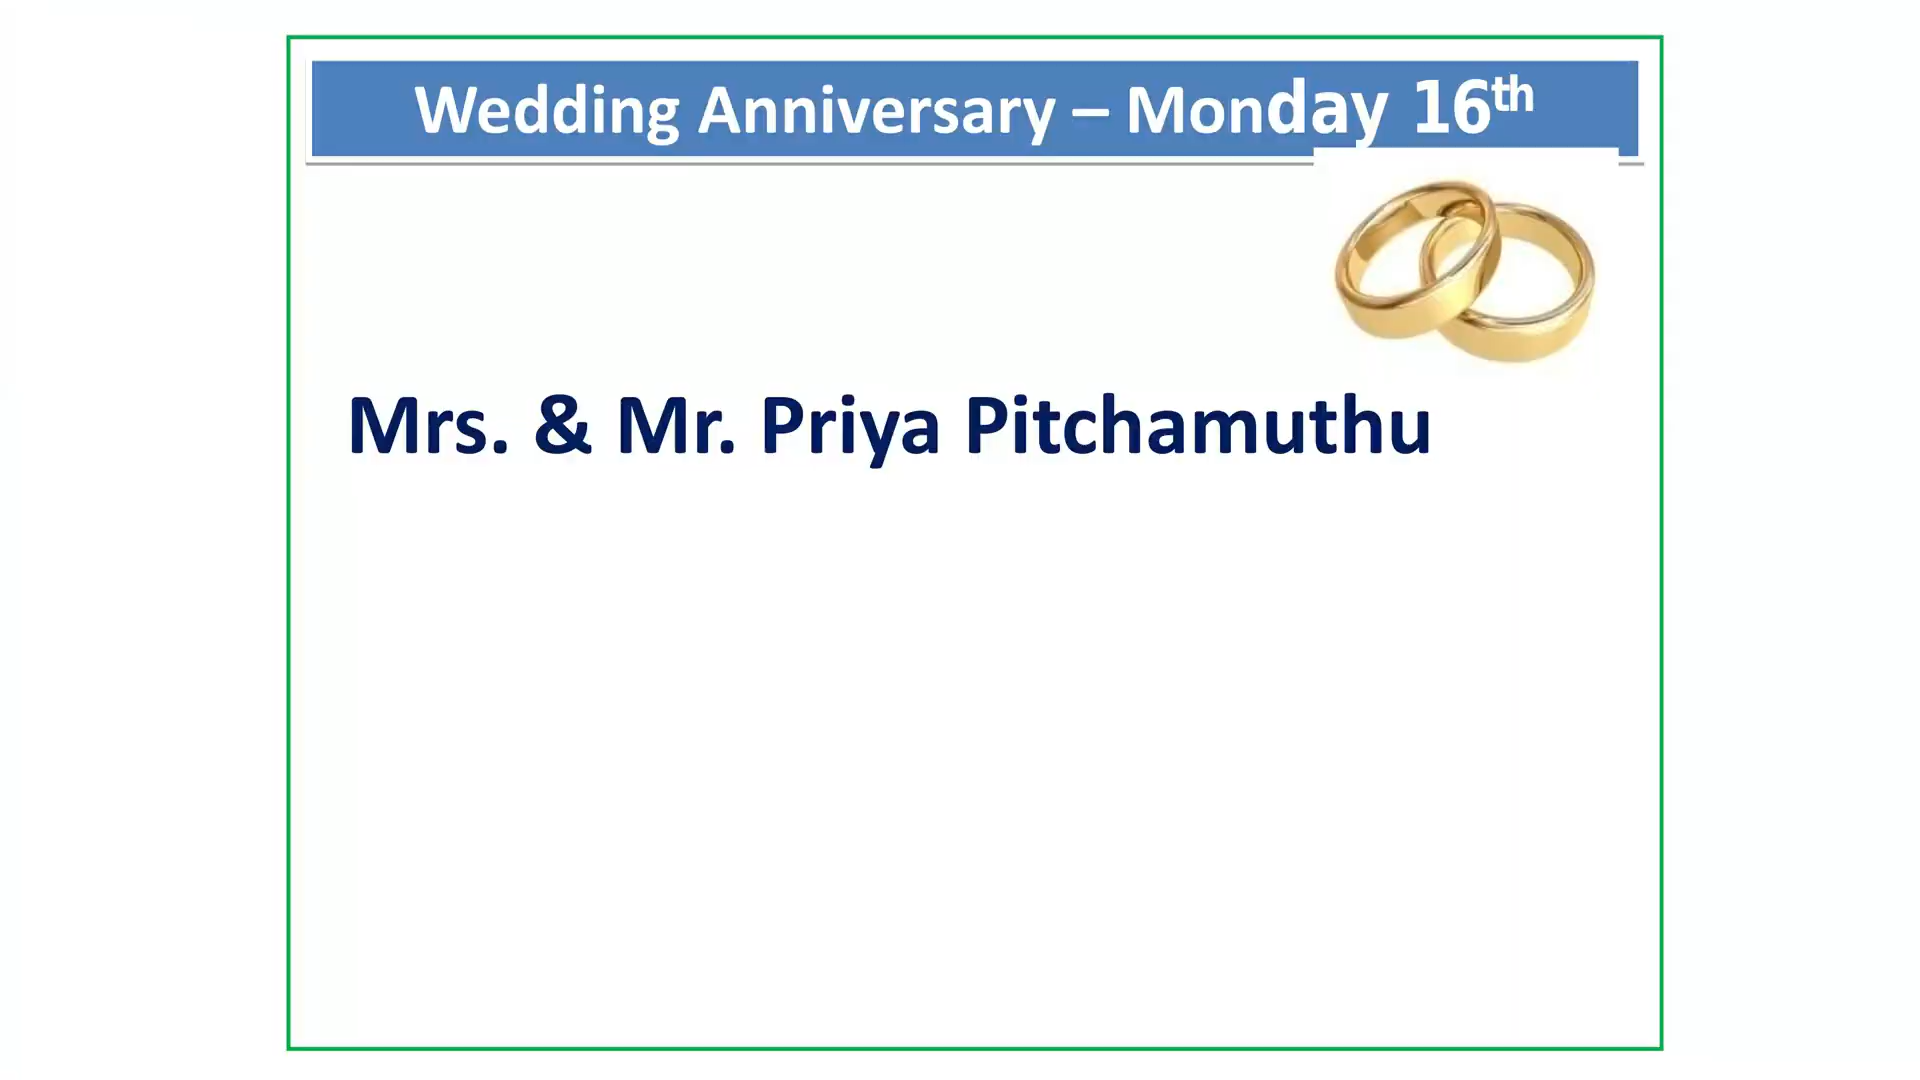 Wedding Anniversary – Monday 16th
Mrs. & Mr. Priya Pitchamuthu